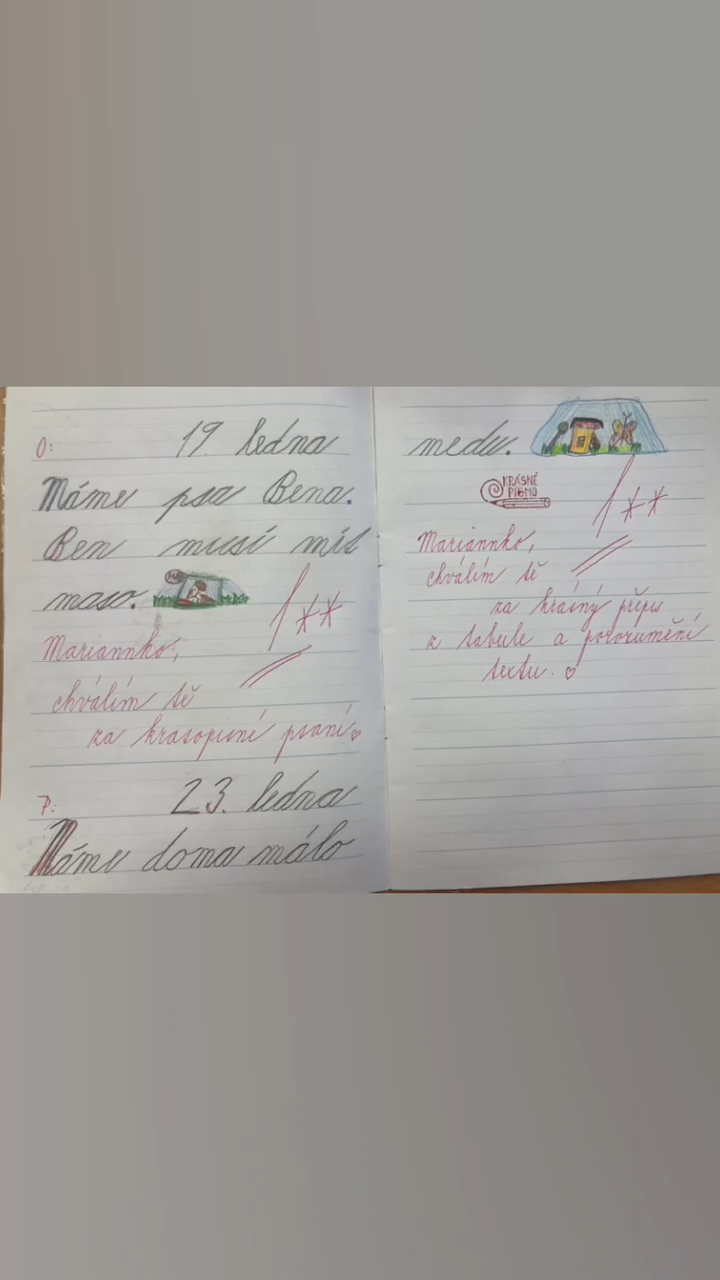 O: 19. ledna
Máme psa Bena.
Ben musí mít
maso.
1**
Mariannko,
chválím tě
za krasopisné psaní ♡
P: 23. ledna
Máme doma málo
medu.
KRÁSNÉ
PÍSMO
1**
Mariannko,
chválím tě
za krásný přepis
z tabule a porozumění
textu. ♡